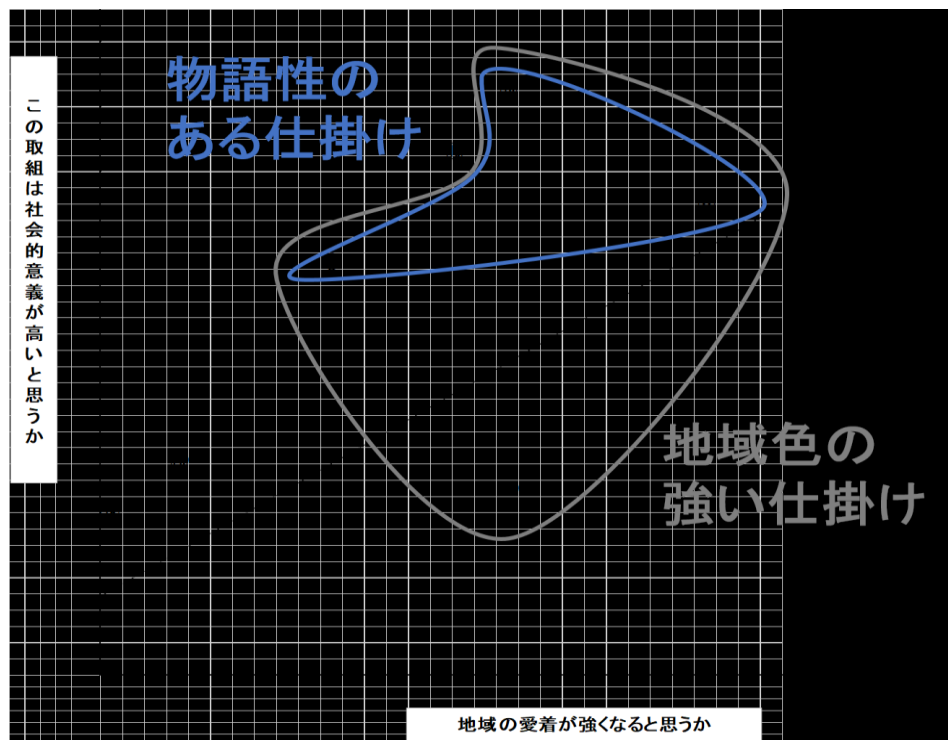 物語性の
ある仕掛け
この取組は社会的意義が高いと思うか
地域色の
強い仕掛け
地域の愛着が強くなると思うか